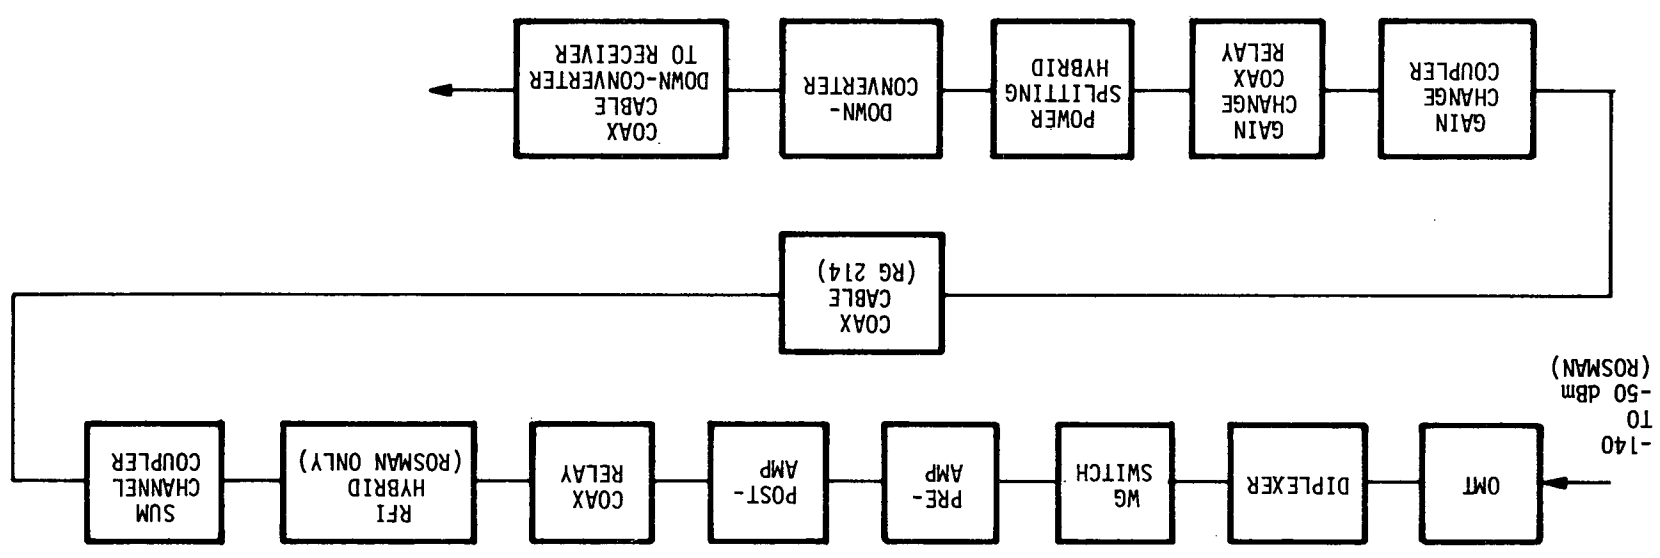 -140
TO
-50 dBm
(ROSMAN)
OMT
DIPLEXER
WG
SWITCH
PRE-
AMP
POST-
AMP
COAX
RELAY
RFI
HYBRID
(ROSMAN ONLY)
SUM
CHANNEL
COUPLER
COAX
CABLE
(RG 214)
GAIN
CHANGE
COUPLER
GAIN
CHANGE
COAX
RELAY
POWER
SPLITTING
HYBRID
DOWN-
CONVERTER
COAX
CABLE
DOWN-CONVERTER
TO RECEIVER